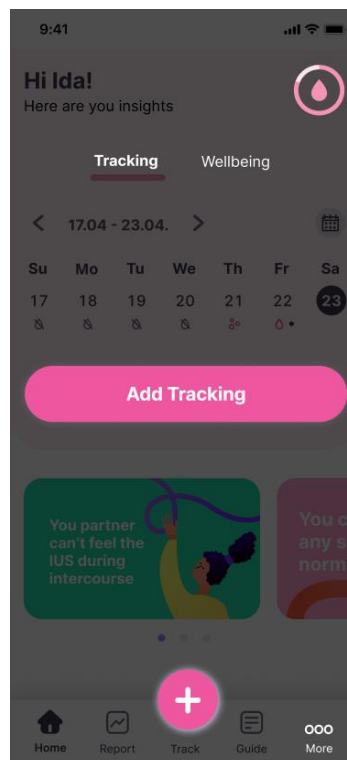 9:41
Hi Ida!
Here are you insights
Tracking Wellbeing
17.04 - 23.04.
Su Mo Tu We Th Fr Sa
17 18 19 20 21 22 23
Add Tracking
You partner
can't feel the
IUS during
intercourse
You c
any s
norm
Home Report Track Guide More